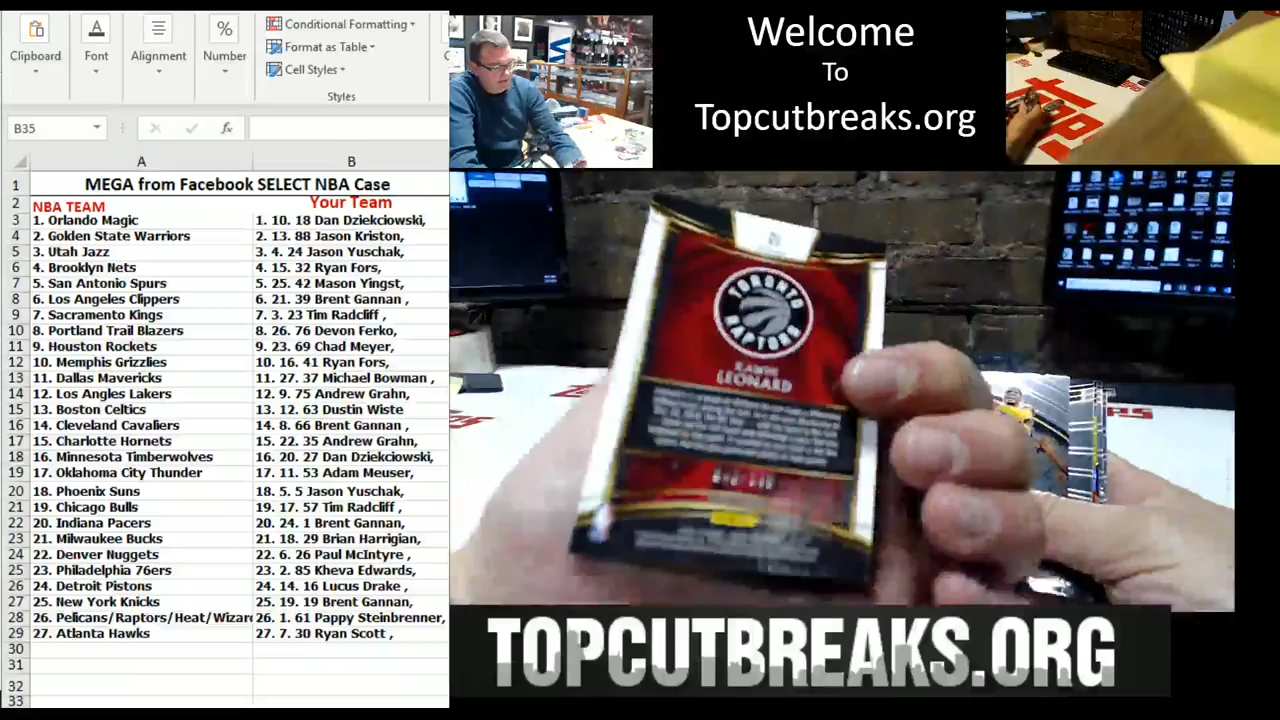 Clipboard
Font
Alignment
Number
Conditional Formatting
Format as Table
Cell Styles
Styles
B35
fx
A B
1 MEGA from Facebook SELECT NBA Case
2 NBA TEAM Your Team
3 1. Orlando Magic 1. 10. 18 Dan Dziekciowski,
4 2. Golden State Warriors 2. 13. 88 Jason Kriston,
5 3. Utah Jazz 3. 4. 24 Jason Yuschak,
6 4. Brooklyn Nets 4. 15. 32 Ryan Fors,
7 5. San Antonio Spurs 5. 25. 42 Mason Yingst,
8 6. Los Angeles Clippers 6. 21. 39 Brent Gannan ,
9 7. Sacramento Kings 7. 3. 23 Tim Radcliff ,
10 8. Portland Trail Blazers 8. 26. 76 Devon Ferko,
11 9. Houston Rockets 9. 23. 69 Chad Meyer,
12 10. Memphis Grizzlies 10. 16. 41 Ryan Fors,
13 11. Dallas Mavericks 11. 27. 37 Michael Bowman ,
14 12. Los Angles Lakers 12. 9. 75 Andrew Grahn,
15 13. Boston Celtics 13. 12. 63 Dustin Wiste
16 14. Cleveland Cavaliers 14. 8. 66 Brent Gannan ,
17 15. Charlotte Hornets 15. 22. 35 Andrew Grahn,
18 16. Minnesota Timberwolves 16. 20. 27 Dan Dziekciowski,
19 17. Oklahoma City Thunder 17. 11. 53 Adam Meuser,
20 18. Phoenix Suns 18. 5. 5 Jason Yuschak,
21 19. Chicago Bulls 19. 17. 57 Tim Radcliff ,
22 20. Indiana Pacers 20. 24. 1 Brent Gannan,
23 21. Milwaukee Bucks 21. 18. 29 Brian Harrigian,
24 22. Denver Nuggets 22. 6. 26 Paul McIntyre ,
25 23. Philadelphia 76ers 23. 2. 85 Kheva Edwards,
26 24. Detroit Pistons 24. 14. 16 Lucus Drake ,
27 25. New York Knicks 25. 19. 19 Brent Gannan,
28 26. Pelicans/Raptors/Heat/Wizar 26. 1. 61 Pappy Steinbrenner,
29 27. Atlanta Hawks 27. 7. 30 Ryan Scott ,
30
31
32
33
Welcome
To
Topcutbreaks.org
TORONTO
RAPTORS
KAWHI
LEONARD
TOPCUTBREAKS.ORG